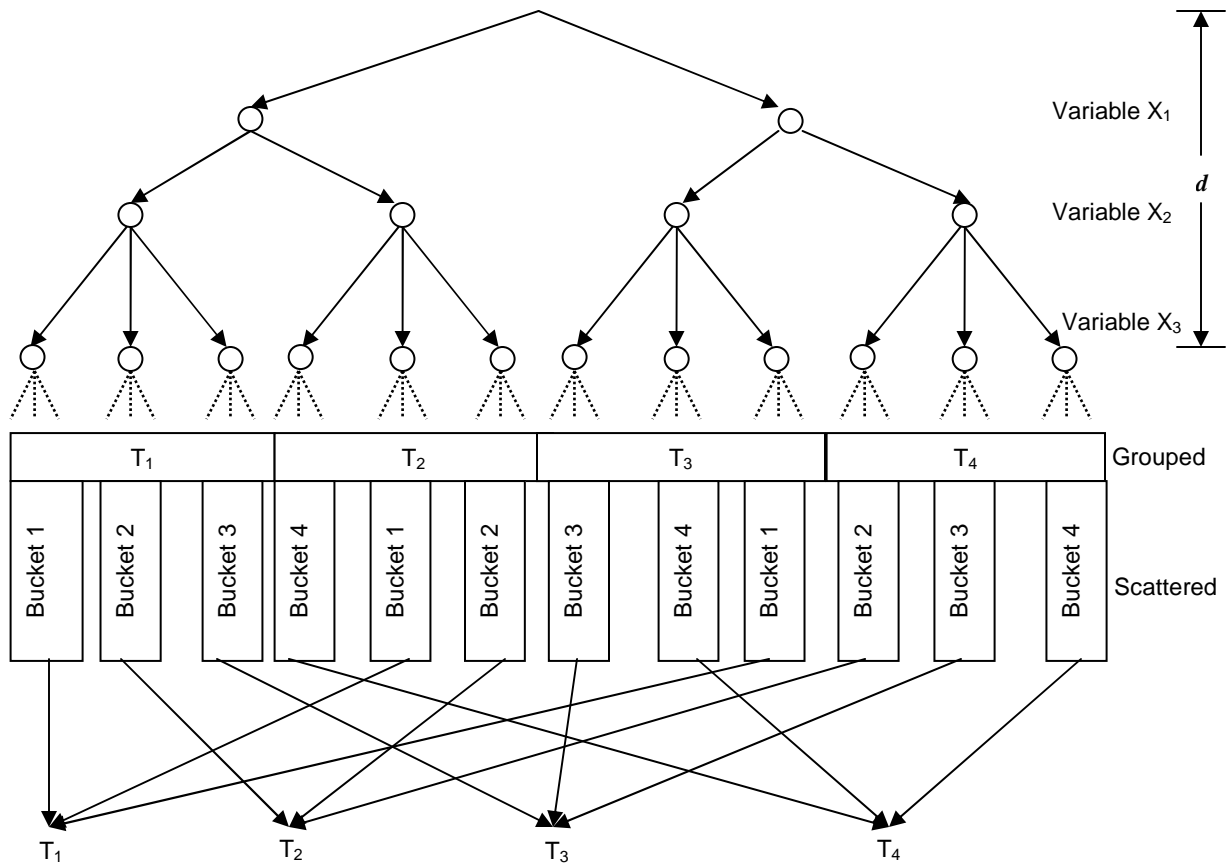 Variable X₁
d
Variable X₂
Variable X₃
T₁ T₂ T₃ T₄ Grouped
Bucket 1 Bucket 2 Bucket 3 Bucket 4 Bucket 1 Bucket 2 Bucket 3 Bucket 4 Bucket 1 Bucket 2 Bucket 3 Bucket 4 Scattered
T₁ T₂ T₃ T₄